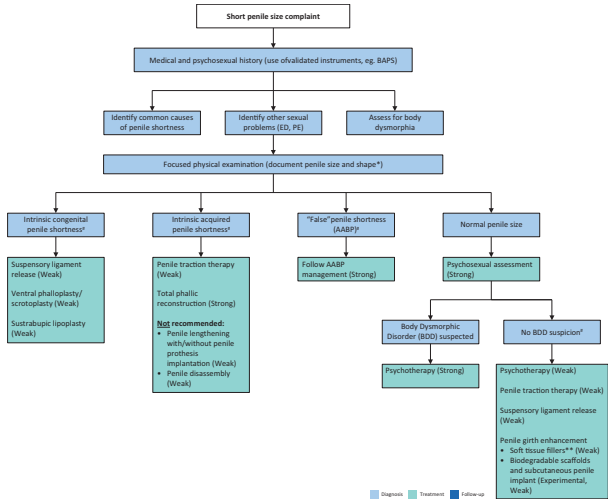 Short penile size complaint
Medical and psychosexual history (use ofvalidated instruments, eg. BAPS)
Identify common causes
of penile shortness
Identify other sexual
problems (ED, PE)
Assess for body
dysmorphia
Focused physical examination (document penile size and shape*)
Intrinsic congenital
penile shortness#
Intrinsic acquired
penile shortness#
"False"penile shortness
(AABP)#
Normal penile size
Suspensory ligament
release (Weak)
Ventral phalloplasty/
scrotoplasty (Weak)
Sustrabupic lipoplasty
(Weak)
Penile traction therapy
(Weak)
Total phallic
reconstruction (Strong)
Not recommended:
• Penile lengthening
with/without penile
prothesis
implantation (Weak)
• Penile disassembly
(Weak)
Follow AABP
management (Strong)
Psychosexual assessment
(Strong)
Body Dysmorphic
Disorder (BDD) suspected
No BDD suspicion#
Psychotherapy (Strong)
Psychotherapy (Weak)
Penile traction therapy (Weak)
Suspensory ligament release
(Weak)
Penile girth enhancement
• Soft tissue fillers** (Weak)
• Biodegradable scaffolds
and subcutaneous penile
implant (Experimental,
Weak)
Diagnosis Treatment Follow-up